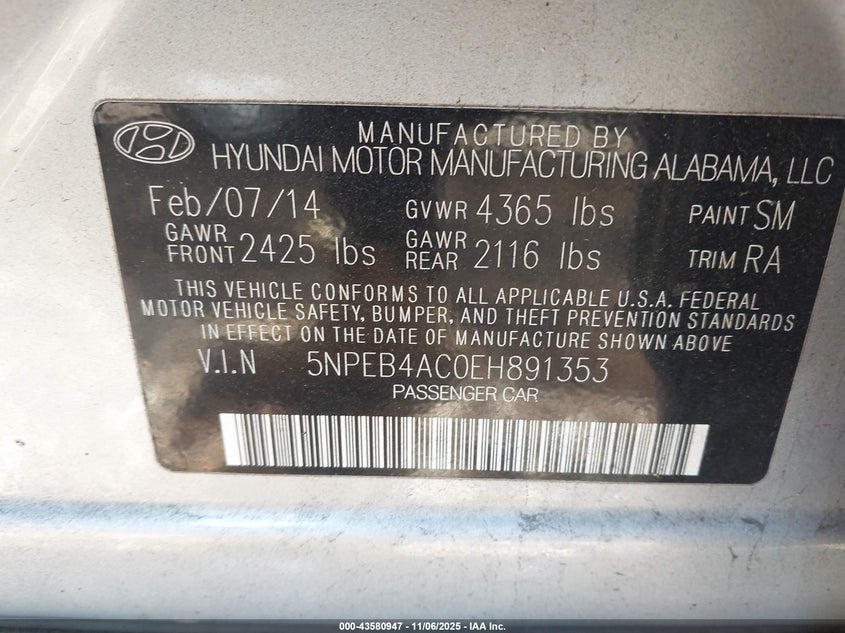 MANUFACTURED BY
HYUNDAI MOTOR MANUFACTURING ALABAMA, LLC
Feb/07/14 GVWR 4365 lbs PAINT SM
GAWR FRONT 2425 lbs GAWR REAR 2116 lbs TRIM RA
THIS VEHICLE CONFORMS TO ALL APPLICABLE U.S.A. FEDERAL
MOTOR VEHICLE SAFETY, BUMPER, AND THEFT PREVENTION STANDARDS
IN EFFECT ON THE DATE OF MANUFACTURE SHOWN ABOVE
V.I.N 5NPEB4AC0EH891353
PASSENGER CAR
000-43580947 - 11/06/2025 - IAA Inc.